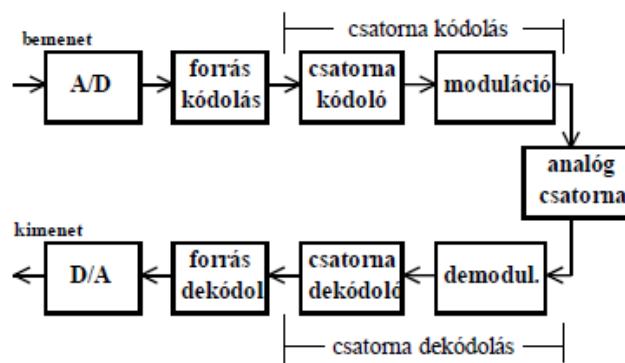 csatorna kódolás
bemenet
A/D
forrás
kódolás
csatorna
kódoló
moduláció
analóg
csatorna
kimenet
D/A
forrás
dekódol
csatorna
dekódoló
demodul.
csatorna dekódolás